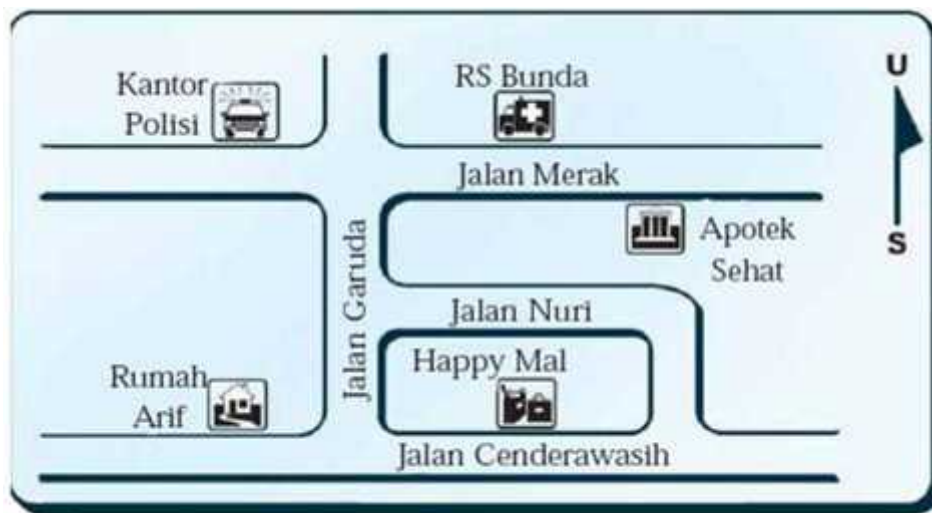 Kantor
Polisi
RS Bunda
U
Jalan Merak
S
Apotek
Sehat
Jalan Garuda
Jalan Nuri
Happy Mal
Rumah
Arif
Jalan Cenderawasih